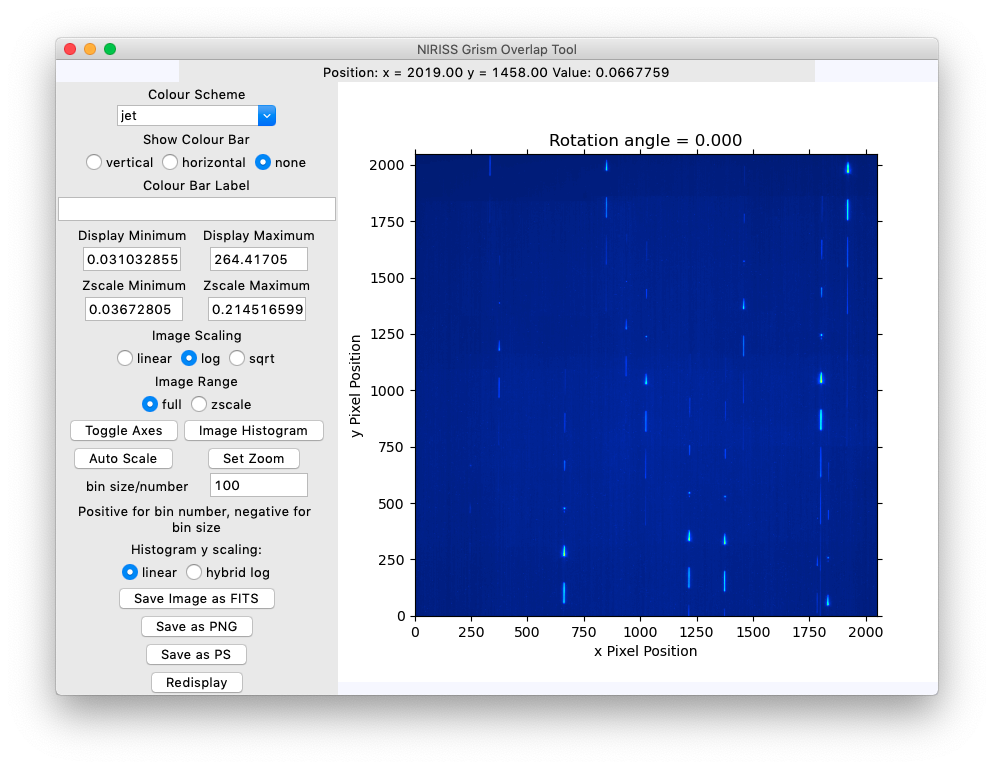 NIRISS Grism Overlap Tool
Position: x = 2019.00 y = 1458.00 Value: 0.0667759
Colour Scheme
jet
Show Colour Bar
vertical horizontal none
Colour Bar Label
Display Minimum Display Maximum
0.031032855 264.41705
Zscale Minimum Zscale Maximum
0.03672805 0.214516599
Image Scaling
linear log sqrt
Image Range
full zscale
Toggle Axes Image Histogram
Auto Scale Set Zoom
bin size/number 100
Positive for bin number, negative for
bin size
Histogram y scaling:
linear hybrid log
Save Image as FITS
Save as PNG
Save as PS
Redisplay
Rotation angle = 0.000
y Pixel Position
2000
1750
1500
1250
1000
750
500
250
0
0 250 500 750 1000 1250 1500 1750 2000
x Pixel Position